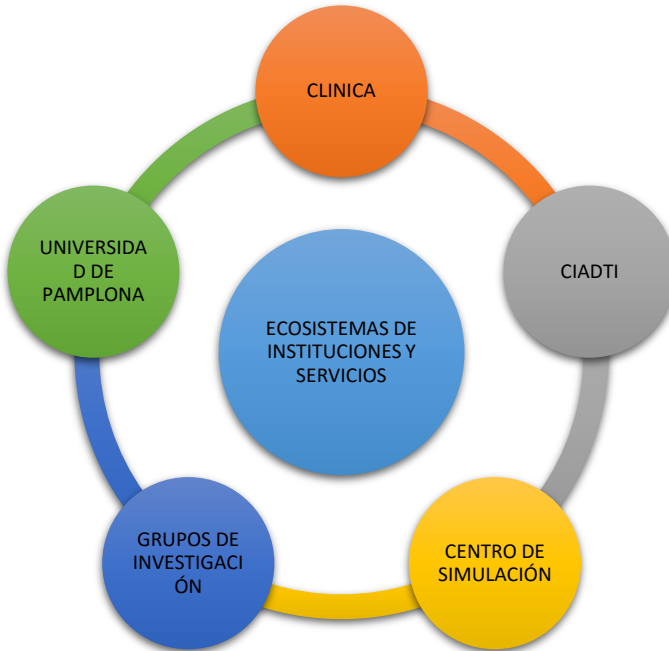 CLINICA
UNIVERSIDA
D DE
PAMPLONA
CIADTI
ECOSISTEMAS DE
INSTITUCIONES Y
SERVICIOS
GRUPOS DE
INVESTIGACI
ÓN
CENTRO DE
SIMULACIÓN